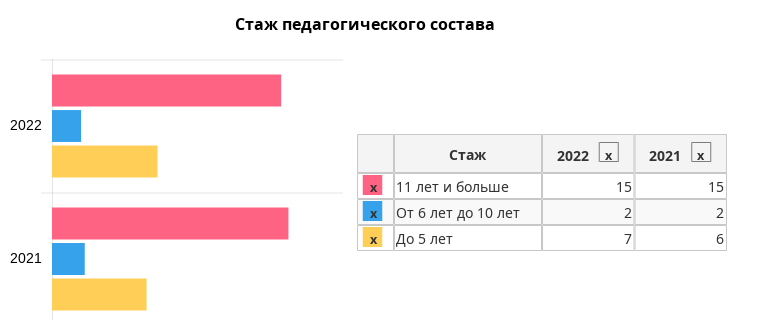 Стаж педагогического состава
2022
2021
Стаж 2022 x 2021 x
x 11 лет и больше 15 15
x От 6 лет до 10 лет 2 2
x До 5 лет 7 6